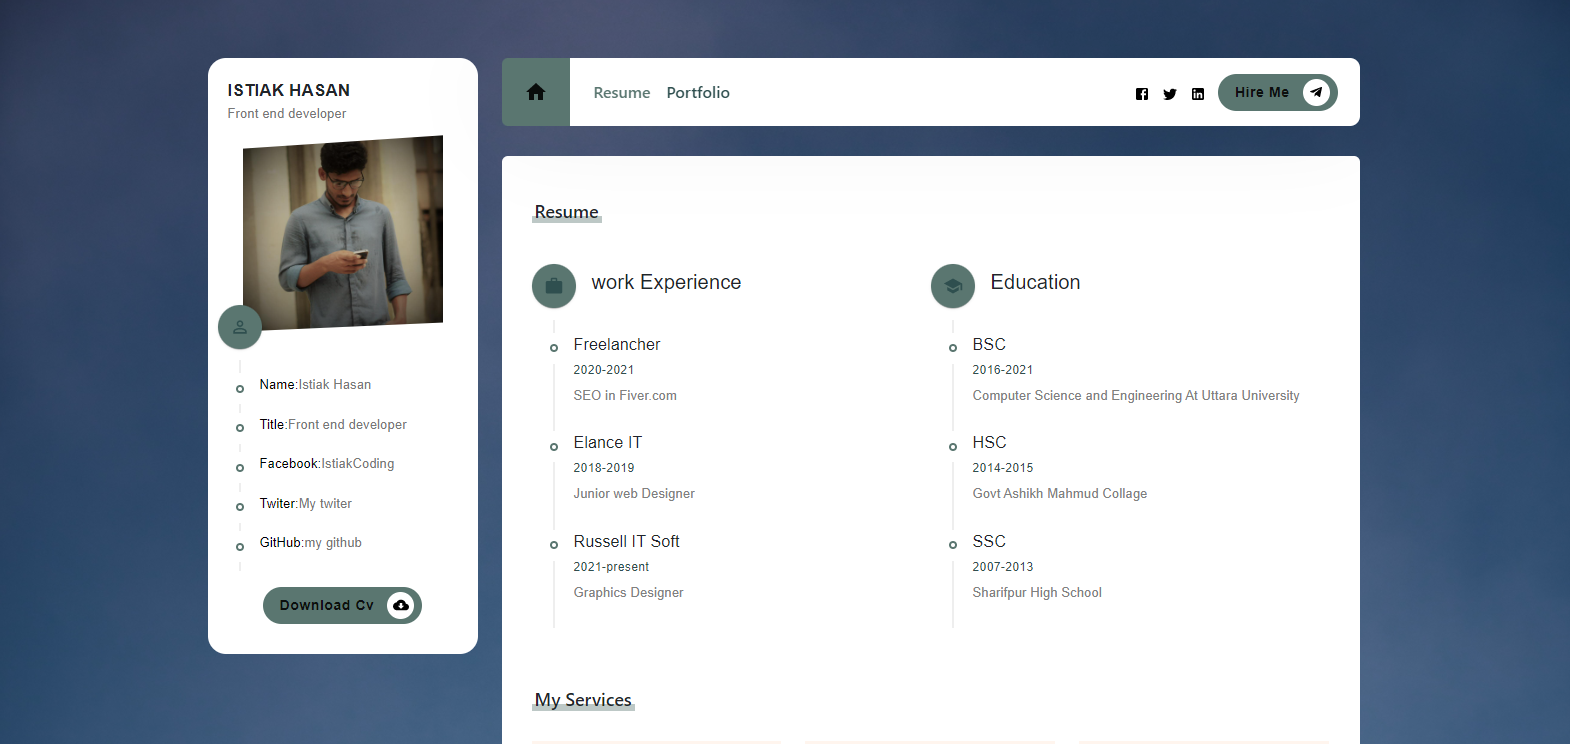 ISTIAK HASAN
Front end developer
Name:Istiak Hasan
Title:Front end developer
Facebook:IstiakCoding
Twiter:My twiter
GitHub:my github
Download Cv
Resume Portfolio
Hire Me
Resume
work Experience
Freelancher
2020-2021
SEO in Fiver.com
Elance IT
2018-2019
Junior web Designer
Russell IT Soft
2021-present
Graphics Designer
Education
BSC
2016-2021
Computer Science and Engineering At Uttara University
HSC
2014-2015
Govt Ashikh Mahmud Collage
SSC
2007-2013
Sharifpur High School
My Services